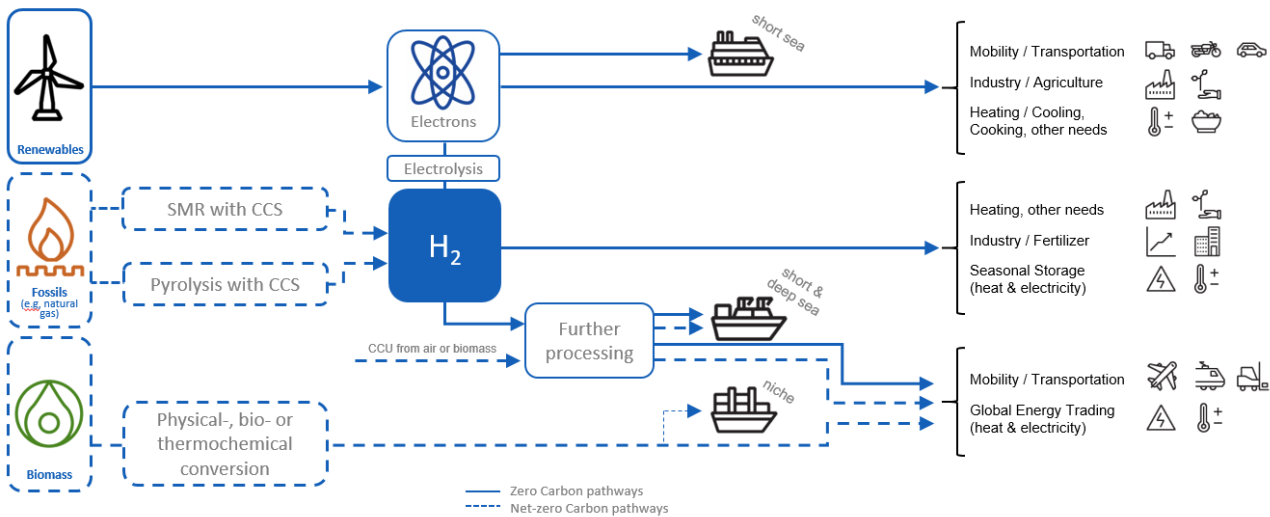 Renewables
Electrons
short sea
Mobility / Transportation
Industry / Agriculture
Heating / Cooling,
Cooking, other needs
+
−
Electrolysis
Fossils
(e.g. natural
gas)
SMR with CCS
Pyrolysis with CCS
H₂
Heating, other needs
Industry / Fertilizer
Seasonal Storage
(heat & electricity)
+
−
short &
deep sea
Further
processing
CCU from air or biomass
Biomass
Physical-, bio- or
thermochemical
conversion
niche
Mobility / Transportation
Global Energy Trading
(heat & electricity)
+
−
Zero Carbon pathways
Net-zero Carbon pathways